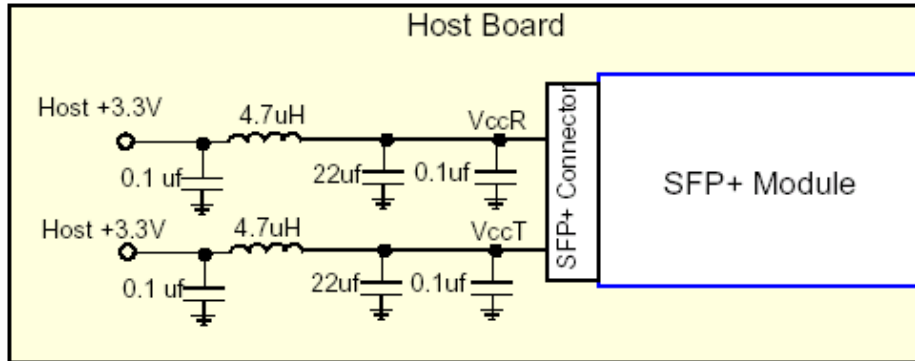 Host Board
Host +3.3V
4.7uH
VccR
0.1 uf
22uf
0.1uf
Host +3.3V
4.7uH
VccT
0.1 uf
22uf
0.1uf
SFP+ Connector
SFP+ Module